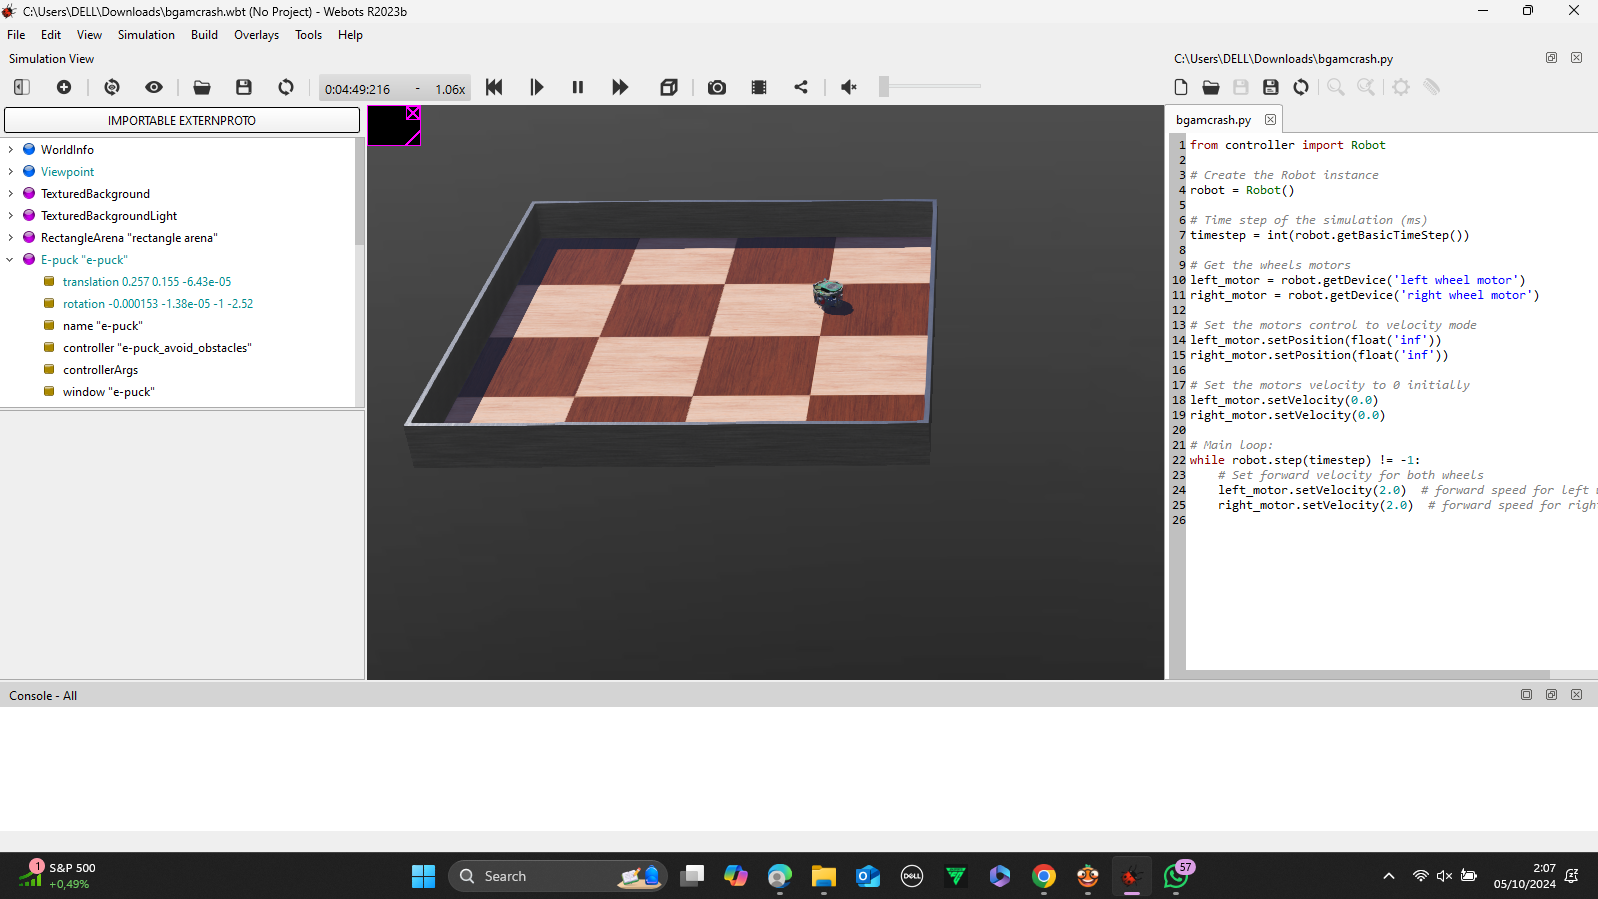 C:\Users\DELL\Downloads\bgamcrash.wbt (No Project) - Webots R2023b
File Edit View Simulation Build Overlays Tools Help
Simulation View
C:\Users\DELL\Downloads\bgamcrash.py
0:04:49:216 - 1.06x
IMPORTABLE EXTERNPROTO
WorldInfo
Viewpoint
TexturedBackground
TexturedBackgroundLight
RectangleArena "rectangle arena"
E-puck "e-puck"
translation 0.257 0.155 -6.43e-05
rotation -0.000153 -1.38e-05 -1 -2.52
name "e-puck"
controller "e-puck_avoid_obstacles"
controllerArgs
window "e-puck"
bgamcrash.py
1 from controller import Robot
2
3 # Create the Robot instance
4 robot = Robot()
5
6 # Time step of the simulation (ms)
7 timestep = int(robot.getBasicTimeStep())
8
9 # Get the wheels motors
10 left_motor = robot.getDevice('left wheel motor')
11 right_motor = robot.getDevice('right wheel motor')
12
13 # Set the motors control to velocity mode
14 left_motor.setPosition(float('inf'))
15 right_motor.setPosition(float('inf'))
16
17 # Set the motors velocity to 0 initially
18 left_motor.setVelocity(0.0)
19 right_motor.setVelocity(0.0)
20
21 # Main loop:
22 while robot.step(timestep) != -1:
23 # Set forward velocity for both wheels
24 left_motor.setVelocity(2.0) # forward speed for left
25 right_motor.setVelocity(2.0) # forward speed for righ
26
Console - All
1
S&P 500
+0,49%
Search
DELL
57
2:07
05/10/2024